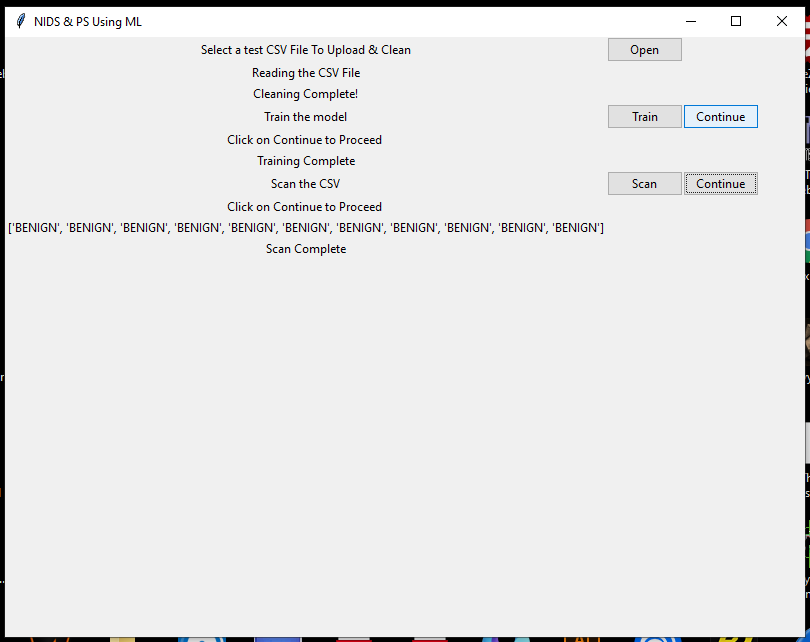 NIDS & PS Using ML
Select a test CSV File To Upload & Clean Open
Reading the CSV File
Cleaning Complete!
Train the model Train Continue
Click on Continue to Proceed
Training Complete
Scan the CSV Scan Continue
Click on Continue to Proceed
['BENIGN', 'BENIGN', 'BENIGN', 'BENIGN', 'BENIGN', 'BENIGN', 'BENIGN', 'BENIGN', 'BENIGN', 'BENIGN', 'BENIGN']
Scan Complete